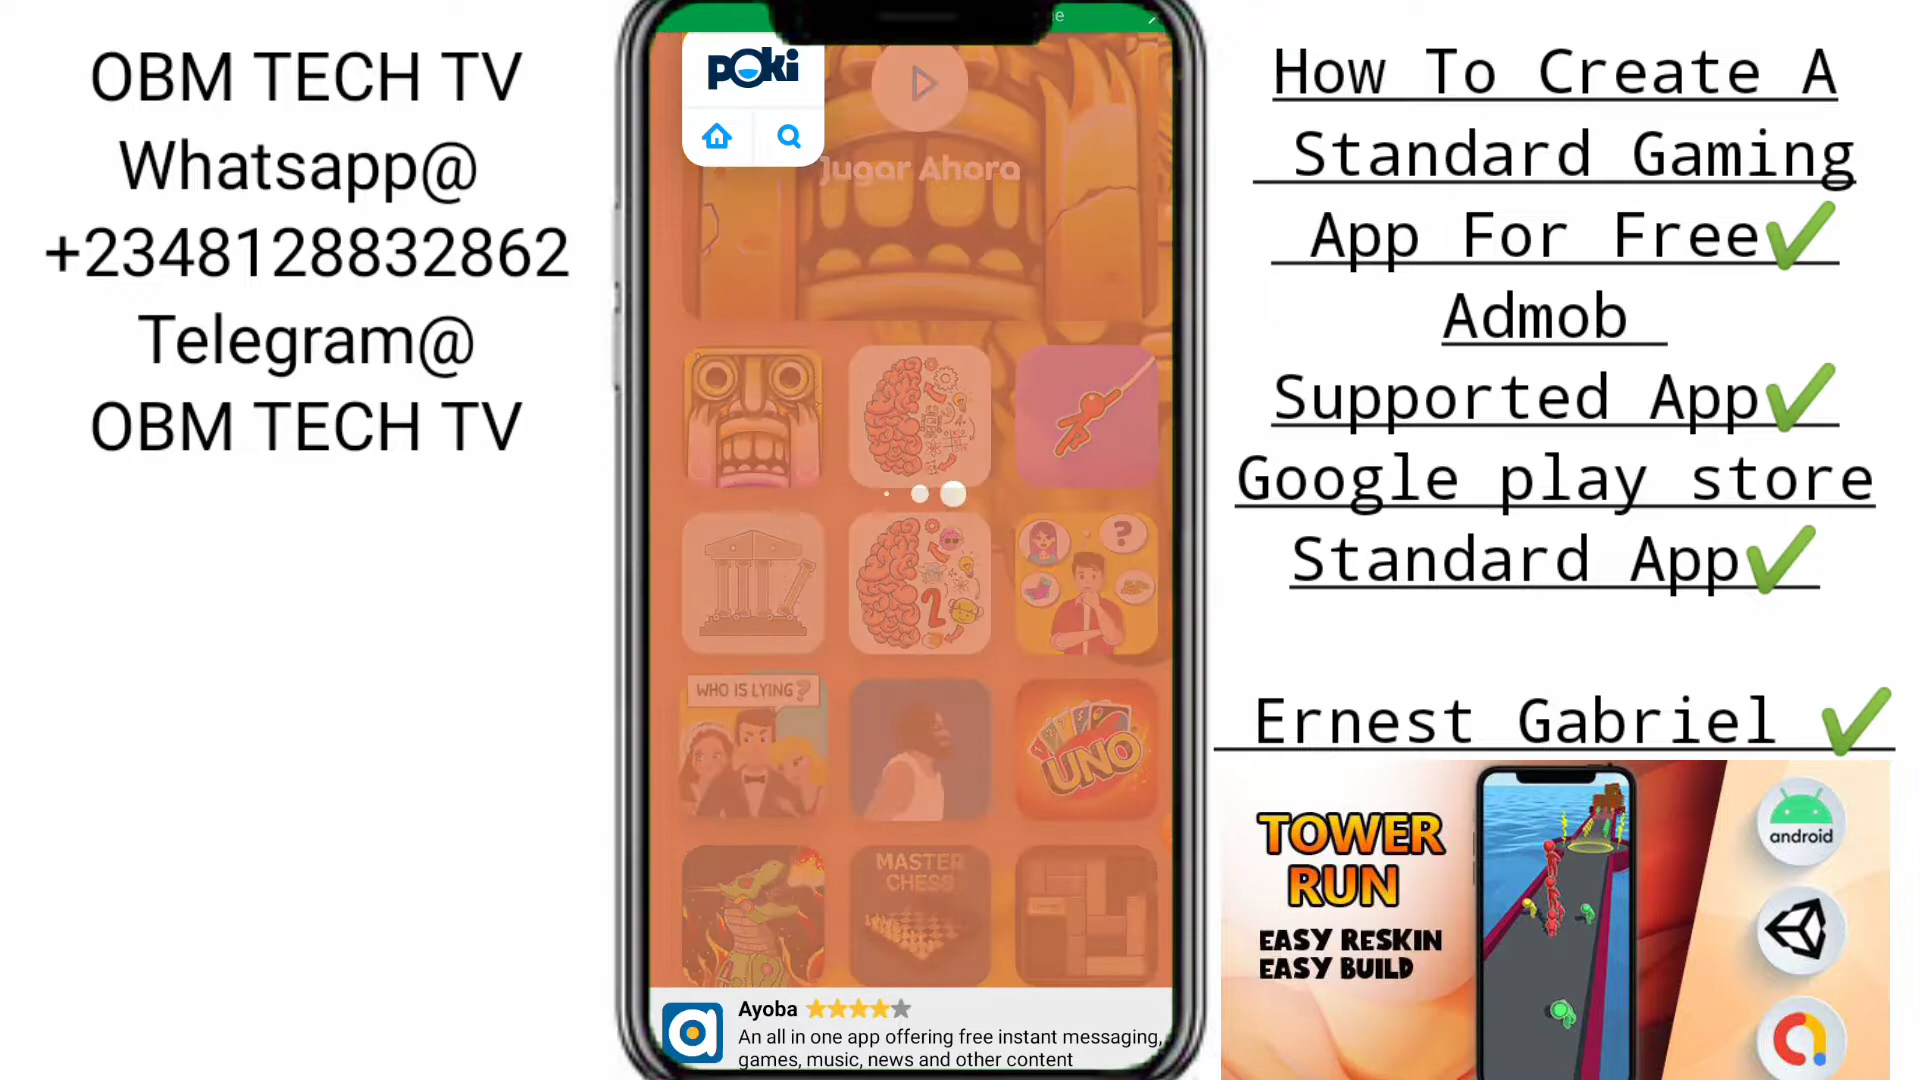 OBM TECH TV
Whatsapp@
+2348128832862
Telegram@
OBM TECH TV
poki
Jugar Ahora
WHO IS LYING?
UNO
MASTER
CHESS
2
?
Ayoba
An all in one app offering free instant messaging,
games, music, news and other content
How To Create A
Standard Gaming
App For Free✔
Admob
Supported App✔
Google play store
Standard App✔
Ernest Gabriel ✔
TOWER
RUN
EASY RESKIN
EASY BUILD
android